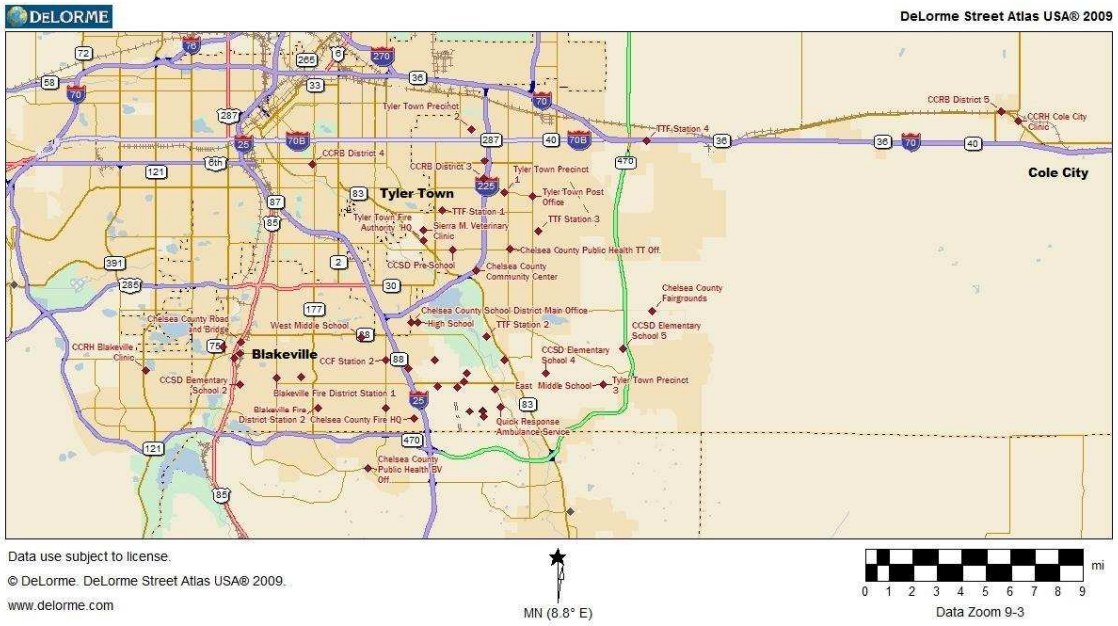 DELORME
DeLorme Street Atlas USA® 2009
72
76
265
6
270
58
70
33
36
70
287
Tyler Town Precinct
2
CCRB District 5
CCRH Cole City
Clinic
25
70B
287
40
70B
TTF Station 4
36
36
70
40
6th
CCRB District 4
470
121
CCRB District 3
Tyler Town Precinct
1
Cole City
225
83
Tyler Town
Tyler Town Post
Office
87
85
TTF Station 1
Tyler Town Fire
Authority HQ
Sierra M. Veterinary
Clinic
TTF Station 3
Chelsea County Public Health TT Off.
391
2
CCSD Pre-School
Chelsea County
Community Center
285
30
Chelsea County
Fairgrounds
177
Chelsea County School District Main Office
Chelsea County Road
and Bridge
West Middle School
High School
TTF Station 2
CCSD Elementary
School 5
88
75
CCRH Blakeville
Clinic
Blakeville
CCF Station 2
88
CCSD Elementary
School 4
CCSD Elementary
School 2
East Middle School
Tyler Town Precinct
3
Blakeville Fire District Station 1
25
83
Blakeville Fire
District Station 2
Chelsea County Fire HQ
Quick Response
Ambulance Service
121
470
Chelsea County
Public Health BV
Off.
85
Data use subject to license.
© DeLorme. DeLorme Street Atlas USA® 2009.
www.delorme.com
MN (8.8° E)
mi
0 1 2 3 4 5 6 7 8 9
Data Zoom 9-3